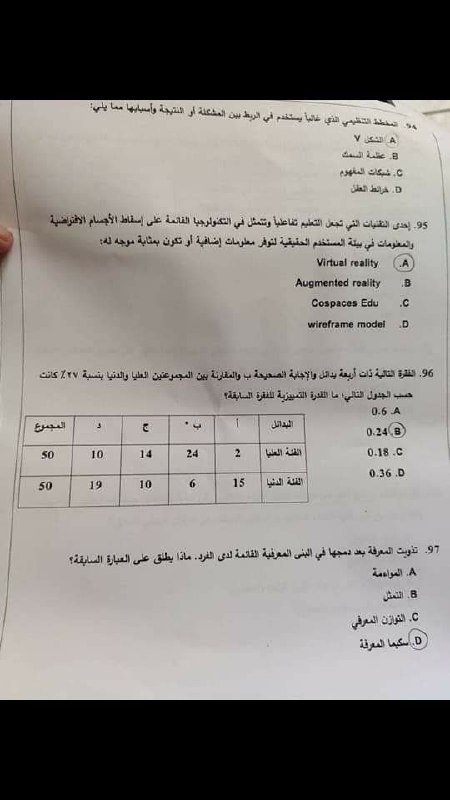 94. المخطط التنظيمي الذي غالباً يستخدم في الربط بين المشكلة أو النتيجة وأسبابها مما يلي:
A. الشكل V
B. عظمة السمك
C. شبكات المفهوم
D. خرائط العقل
95. إحدى التقنيات التي تجعل التعليم تفاعلياً وتتمثل في التكنولوجيا القائمة على إسقاط الأجسام الافتراضية
والمعلومات في بيئة المستخدم الحقيقية لتوفر معلومات إضافية أو تكون بمثابة موجه له:
A. Virtual reality
B. Augmented reality
C. Cospaces Edu
D. wireframe model
96. الفقرة التالية ذات أربعة بدائل والإجابة الصحيحة ب والمقارنة بين المجموعتين العليا والدنيا بنسبة ٢٧٪ كانت
حسب الجدول التالي؛ ما القدرة التمييزية للفقرة السابقة؟
A. 0.6
B. 0.24
C. 0.18
D. 0.36
البدائل أ ب * ج د المجموع
الفئة العليا 2 24 14 10 50
الفئة الدنيا 15 6 10 19 50
97. تذويت المعرفة بعد دمجها في البنى المعرفية القائمة لدى الفرد. ماذا يطلق على العبارة السابقة؟
A. المواءمة
B. التمثل
C. التوازن المعرفي
D. سكيما المعرفة